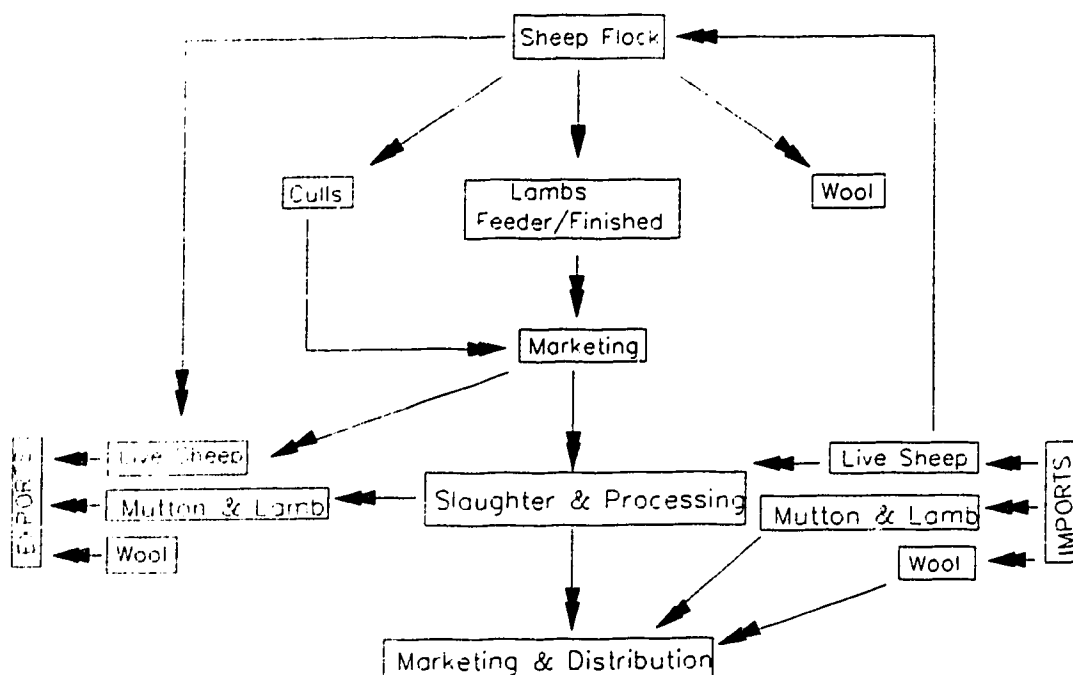 Sheep Flock
Culls
Lambs
Feeder/Finished
Wool
Marketing
Live Sheep
Mutton & Lamb
Wool
EXPORTS
Slaughter & Processing
Live Sheep
Mutton & Lamb
Wool
IMPORTS
Marketing & Distribution